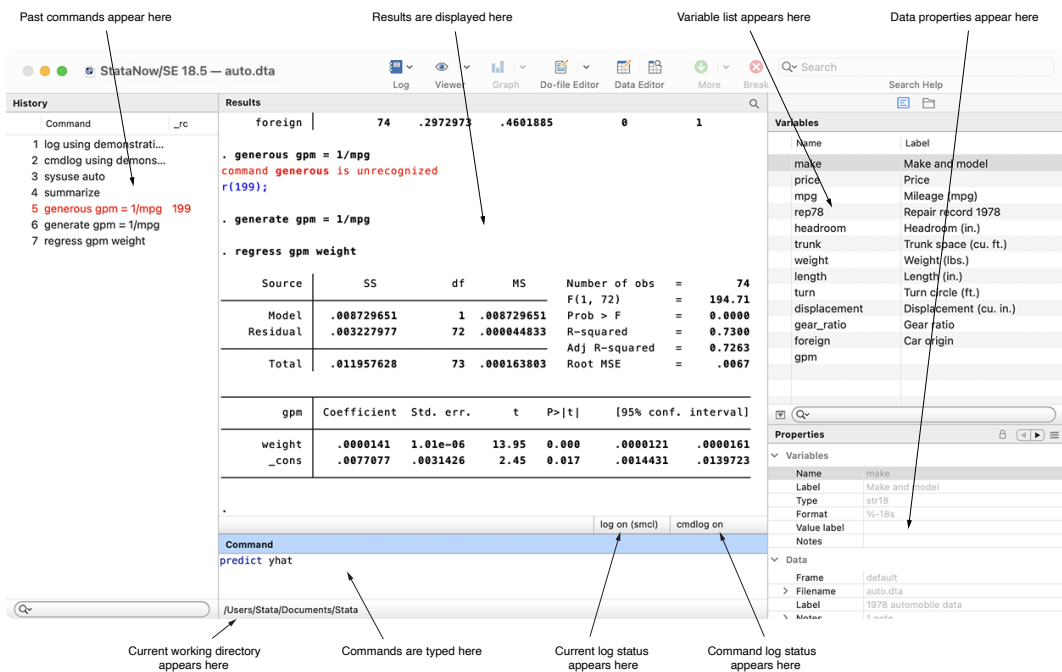 Past commands appear here
Results are displayed here
Variable list appears here
Data properties appear here
StataNow/SE 18.5 — auto.dta
Log
Viewer
Graph
Do-file Editor
Data Editor
More
Break
Search
Search Help
History
Command _rc
1 log using demonstrati...
2 cmdlog using demons...
3 sysuse auto
4 summarize
5 generous gpm = 1/mpg 199
6 generate gpm = 1/mpg
7 regress gpm weight
Results
foreign 74 .2972973 .4601885 0 1
. generous gpm = 1/mpg
command generous is unrecognized
r(199);
. generate gpm = 1/mpg
. regress gpm weight
Source SS df MS Number of obs = 74
F(1, 72) = 194.71
Model .008729651 1 .008729651 Prob > F = 0.0000
Residual .003227977 72 .000044833 R-squared = 0.7300
Adj R-squared = 0.7263
Total .011957628 73 .000163803 Root MSE = .0067
gpm Coefficient Std. err. t P>|t| [95% conf. interval]
weight .0000141 1.01e-06 13.95 0.000 .0000121 .0000161
_cons .0077077 .0031426 2.45 0.017 .0014431 .0139723
.
log on (smcl)
cmdlog on
Command
predict yhat
/Users/Stata/Documents/Stata
Variables
Name Label
make Make and model
price Price
mpg Mileage (mpg)
rep78 Repair record 1978
headroom Headroom (in.)
trunk Trunk space (cu. ft.)
weight Weight (lbs.)
length Length (in.)
turn Turn circle (ft.)
displacement Displacement (cu. in.)
gear_ratio Gear ratio
foreign Car origin
gpm
Properties
Variables
Name make
Label Make and model
Type str18
Format %-18s
Value label
Notes
Data
Frame default
Filename auto.dta
Label 1978 automobile data
Notes 1 note
Current working directory
appears here
Commands are typed here
Current log status
appears here
Command log status
appears here